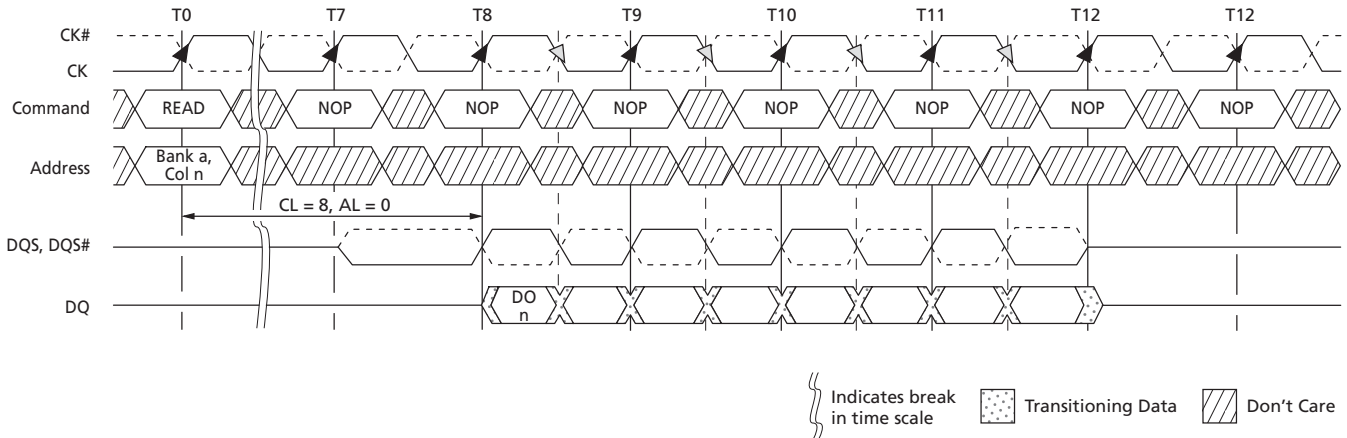 T0 T7 T8 T9 T10 T11 T12 T12
CK#
CK
Command READ NOP NOP NOP NOP NOP NOP NOP
Address Bank a,
Col n
CL = 8, AL = 0
DQS, DQS#
DQ DO
n
Indicates break
in time scale
Transitioning Data
Don't Care